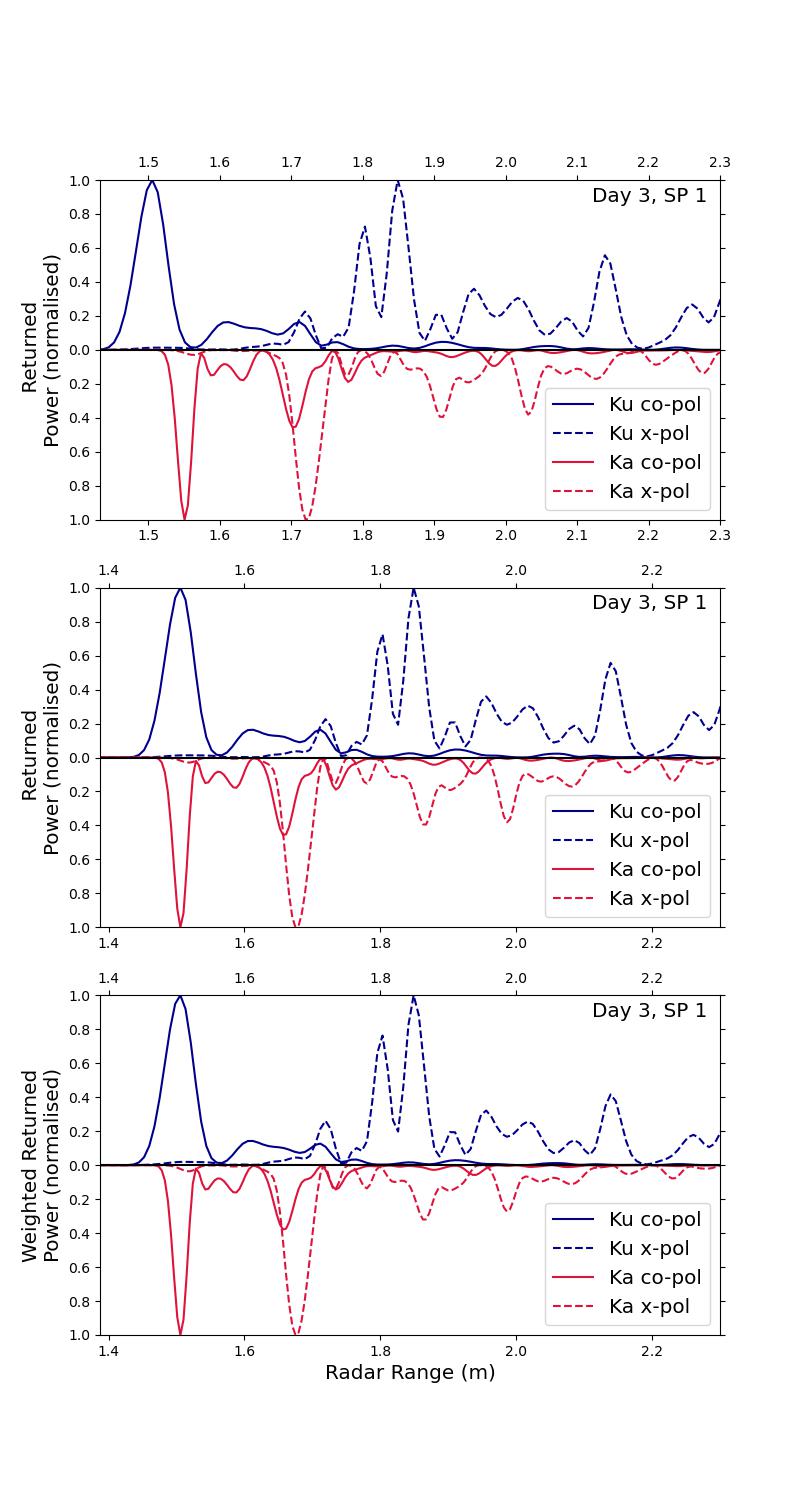 1.5 1.6 1.7 1.8 1.9 2.0 2.1 2.2 2.3
Day 3, SP 1
Returned
Power (normalised)
1.0
0.8
0.6
0.4
0.2
0.0
0.2
0.4
0.6
0.8
1.0
Ku co-pol
Ku x-pol
Ka co-pol
Ka x-pol
1.5 1.6 1.7 1.8 1.9 2.0 2.1 2.2 2.3
1.4 1.6 1.8 2.0 2.2
Day 3, SP 1
Returned
Power (normalised)
1.0
0.8
0.6
0.4
0.2
0.0
0.2
0.4
0.6
0.8
1.0
Ku co-pol
Ku x-pol
Ka co-pol
Ka x-pol
1.4 1.6 1.8 2.0 2.2
1.4 1.6 1.8 2.0 2.2
Day 3, SP 1
Weighted Returned
Power (normalised)
1.0
0.8
0.6
0.4
0.2
0.0
0.2
0.4
0.6
0.8
1.0
Ku co-pol
Ku x-pol
Ka co-pol
Ka x-pol
1.4 1.6 1.8 2.0 2.2
Radar Range (m)